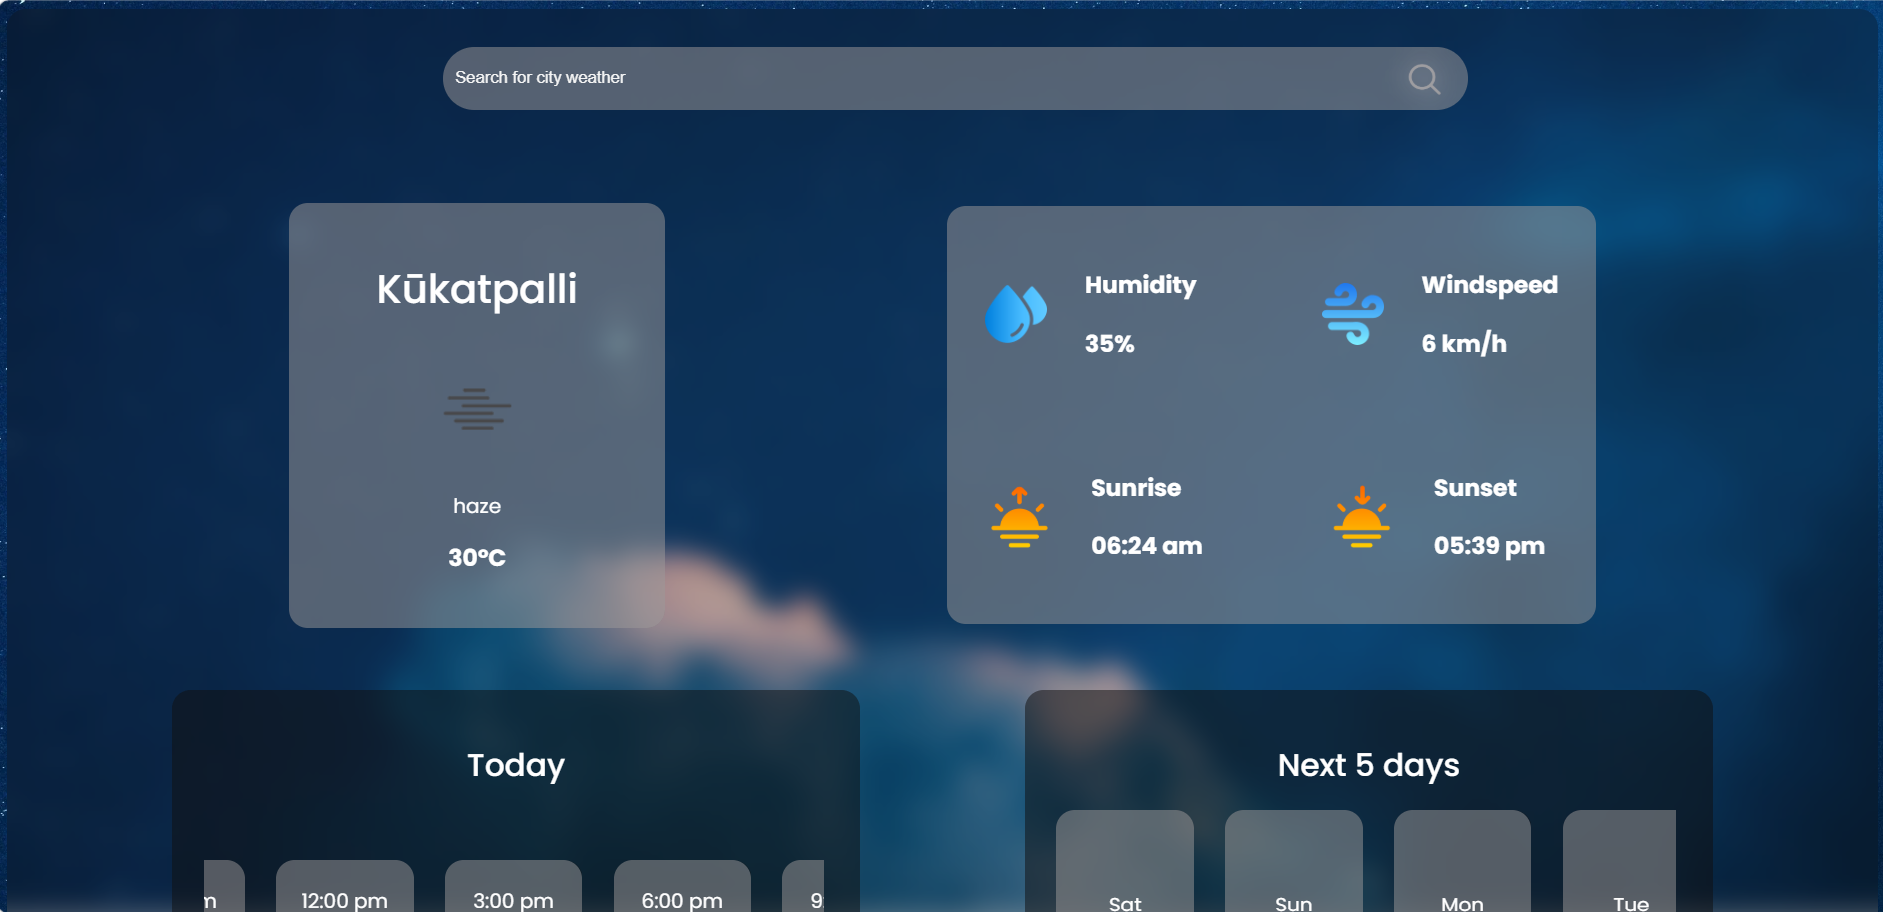 Search for city weather
Kūkatpalli
haze
30°C
Humidity
35%
Windspeed
6 km/h
Sunrise
06:24 am
Sunset
05:39 pm
Today
12:00 pm
3:00 pm
6:00 pm
Next 5 days
Sat
Sun
Mon
Tue